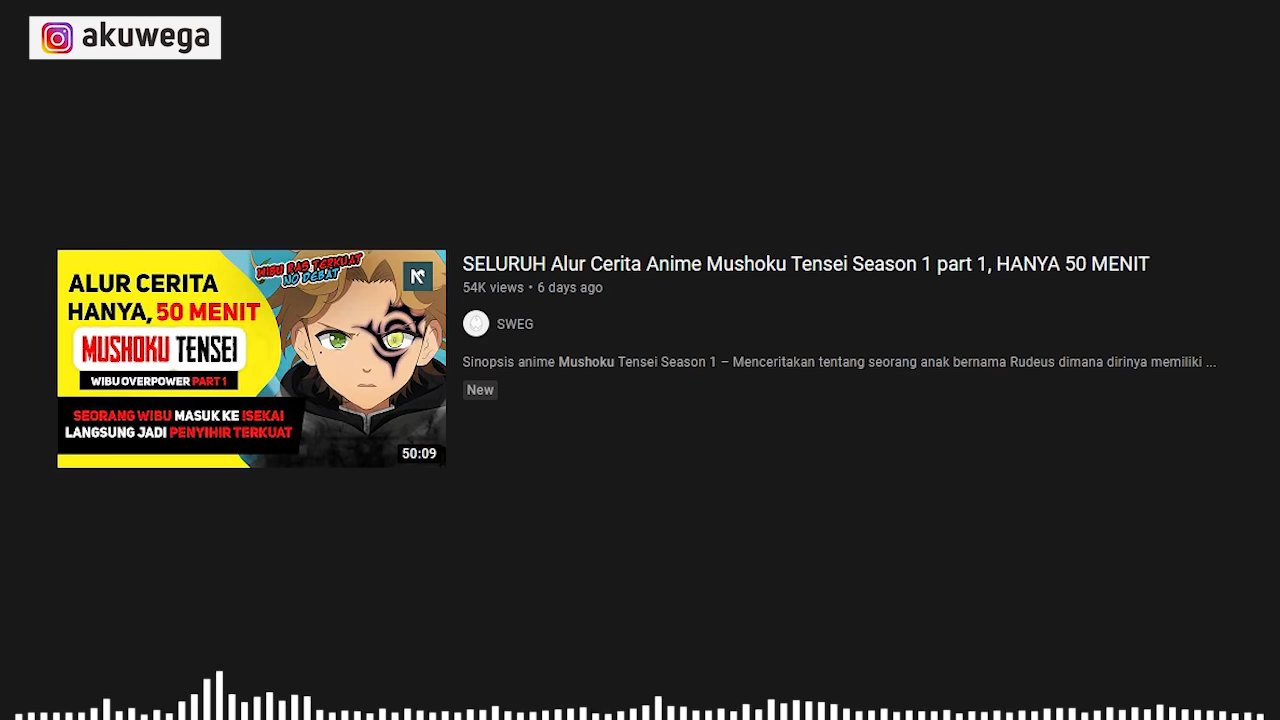 akuwega
WIBU RAS TERKUAT
NO DEBAT
ALUR CERITA
HANYA, 50 MENIT
MUSHOKU TENSEI
WIBU OVERPOWER PART 1
SEORANG WIBU MASUK KE ISEKAI
LANGSUNG JADI PENYIHIR TERKUAT
50:09
SELURUH Alur Cerita Anime Mushoku Tensei Season 1 part 1, HANYA 50 MENIT
54K views • 6 days ago
SWEG
Sinopsis anime Mushoku Tensei Season 1 – Menceritakan tentang seorang anak bernama Rudeus dimana dirinya memiliki ...
New